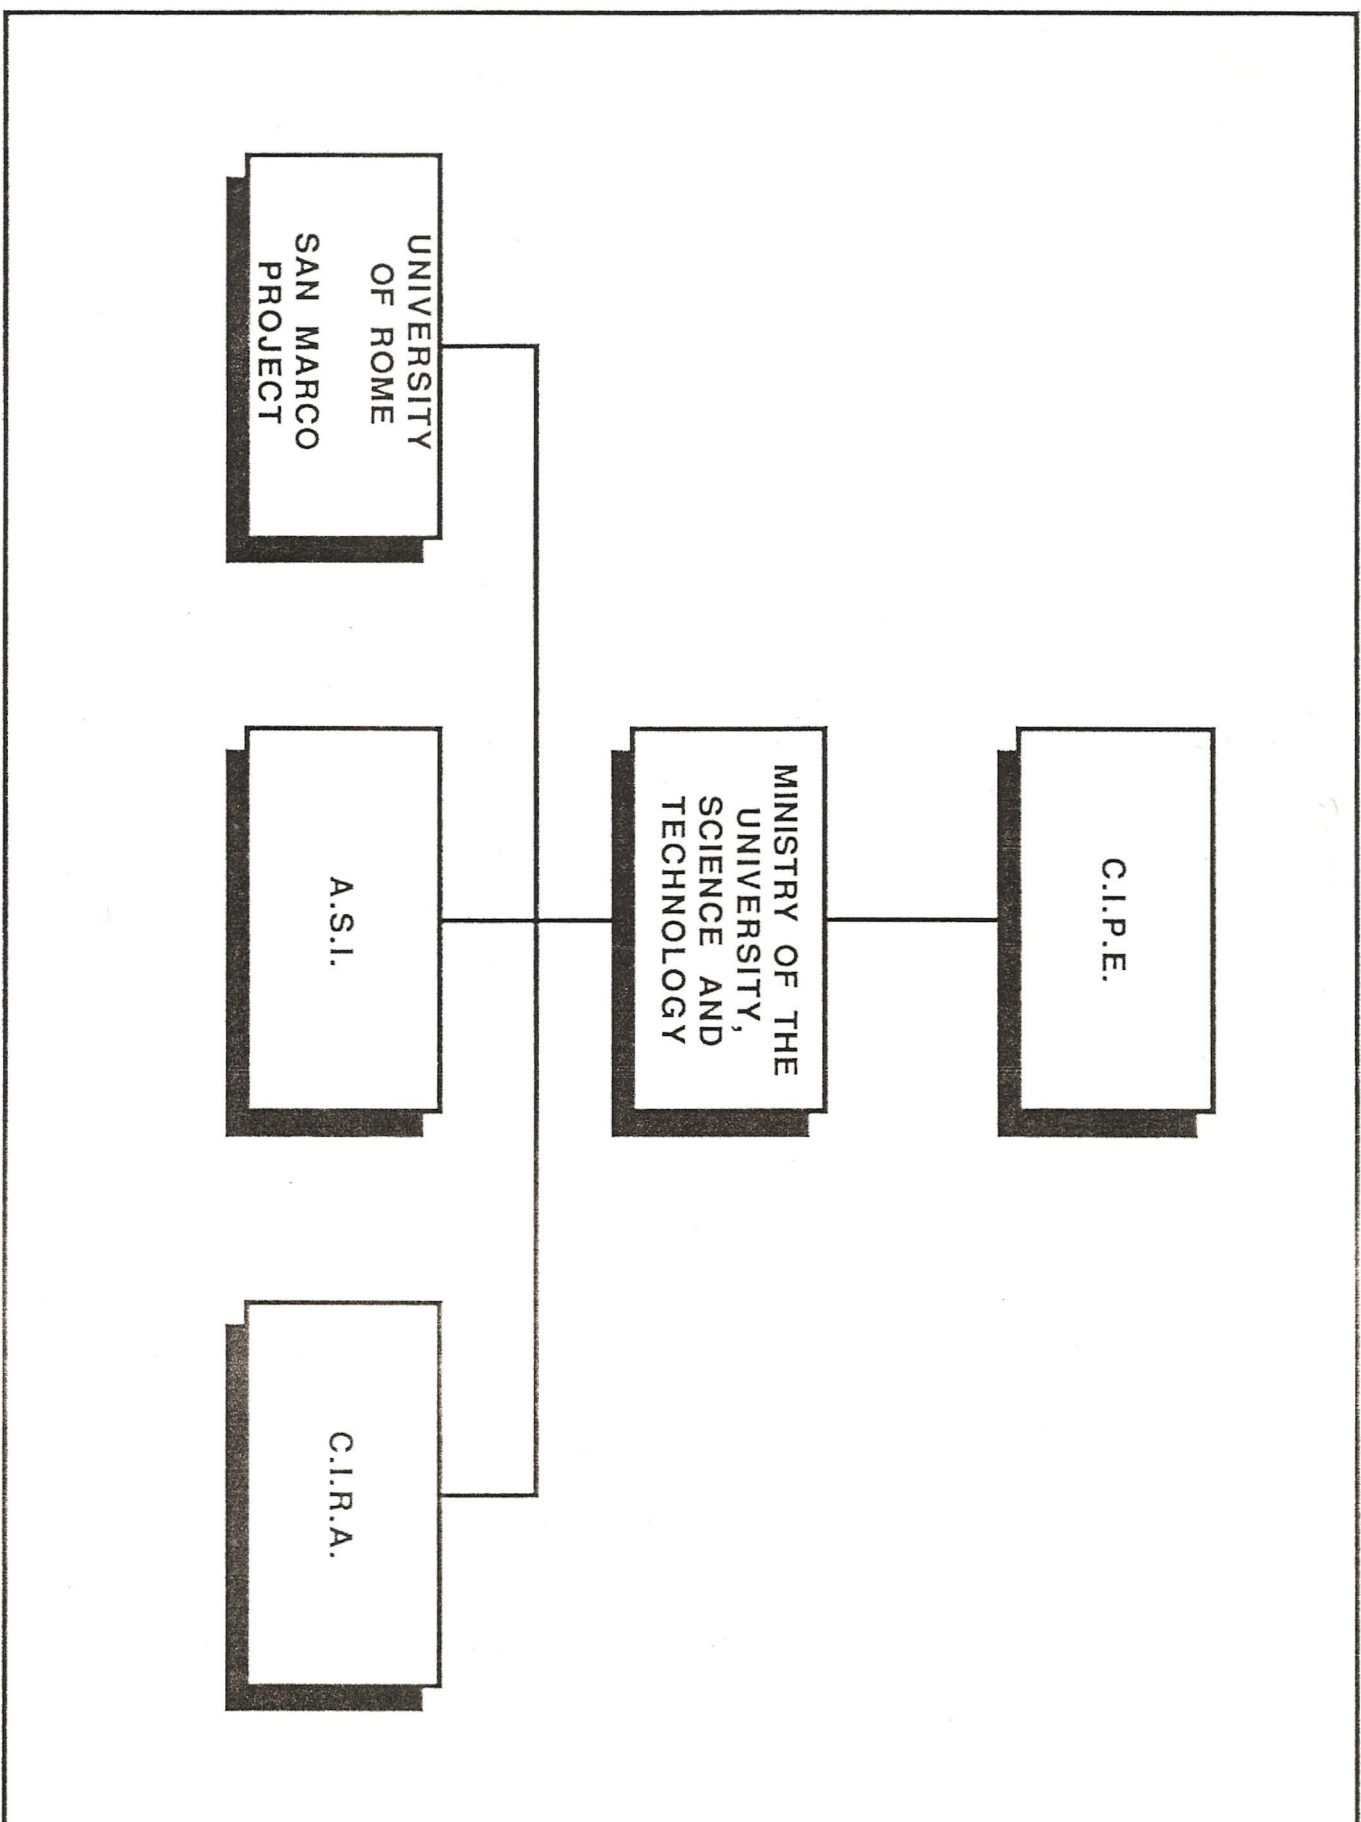 C.I.P.E.
MINISTRY OF THE
UNIVERSITY,
SCIENCE AND
TECHNOLOGY
UNIVERSITY
OF ROME
SAN MARCO
PROJECT
A.S.I.
C.I.R.A.